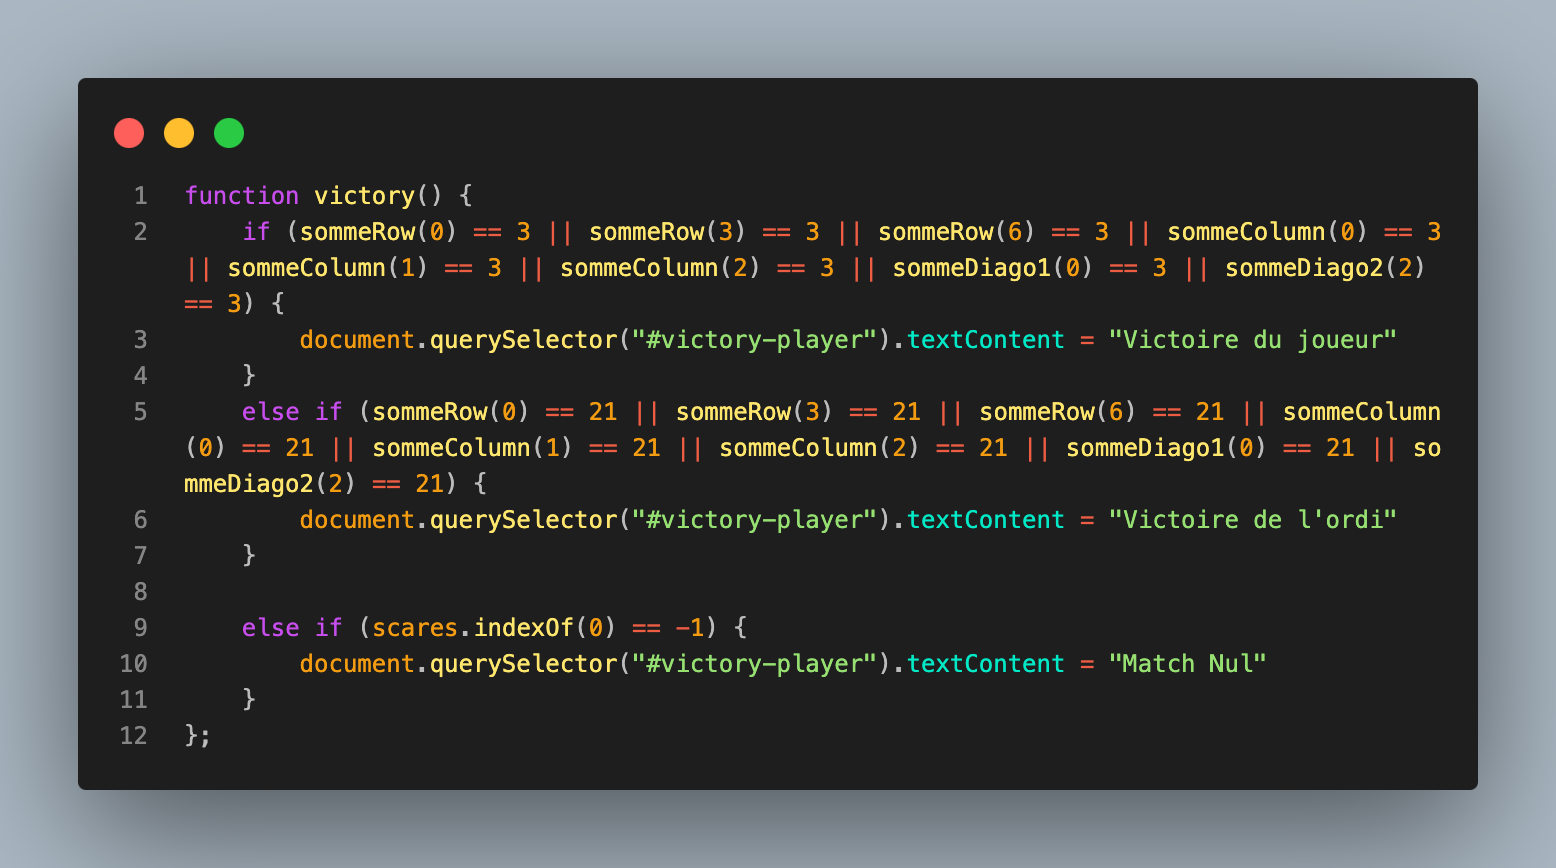 1 function victory() {
2 if (sommeRow(0) == 3 || sommeRow(3) == 3 || sommeRow(6) == 3 || sommeColumn(0) == 3
|| sommeColumn(1) == 3 || sommeColumn(2) == 3 || sommeDiago1(0) == 3 || sommeDiago2(2)
== 3) {
3 document.querySelector("#victory-player").textContent = "Victoire du joueur"
4 }
5 else if (sommeRow(0) == 21 || sommeRow(3) == 21 || sommeRow(6) == 21 || sommeColumn
(0) == 21 || sommeColumn(1) == 21 || sommeColumn(2) == 21 || sommeDiago1(0) == 21 || so
mmeDiago2(2) == 21) {
6 document.querySelector("#victory-player").textContent = "Victoire de l'ordi"
7 }
8
9 else if (scares.indexOf(0) == -1) {
10 document.querySelector("#victory-player").textContent = "Match Nul"
11 }
12 };